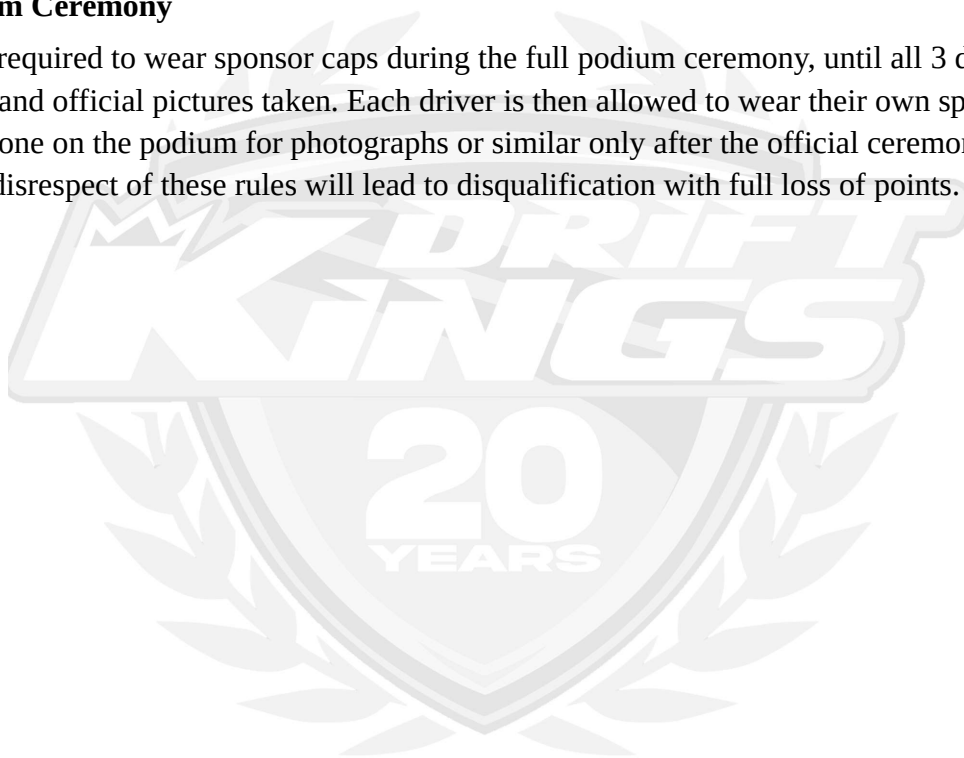 m Ceremony
required to wear sponsor caps during the full podium ceremony, until all 3 d
and official pictures taken. Each driver is then allowed to wear their own sp
one on the podium for photographs or similar only after the official ceremon
disrespect of these rules will lead to disqualification with full loss of points.
DRIFT
KINGS
20
YEARS